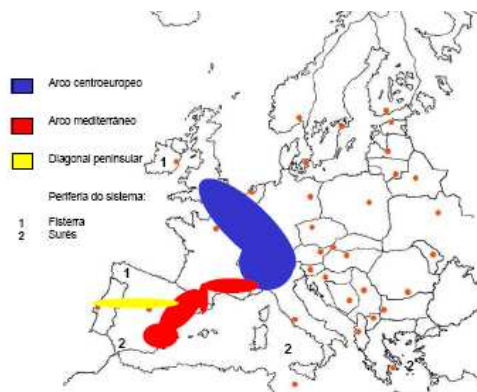 Arco centroeuropeo
Arco mediterráneo
Diagonal peninsular
Periferia do sistema:
1 Fisterra
2 Surés
1
1
2
2
2